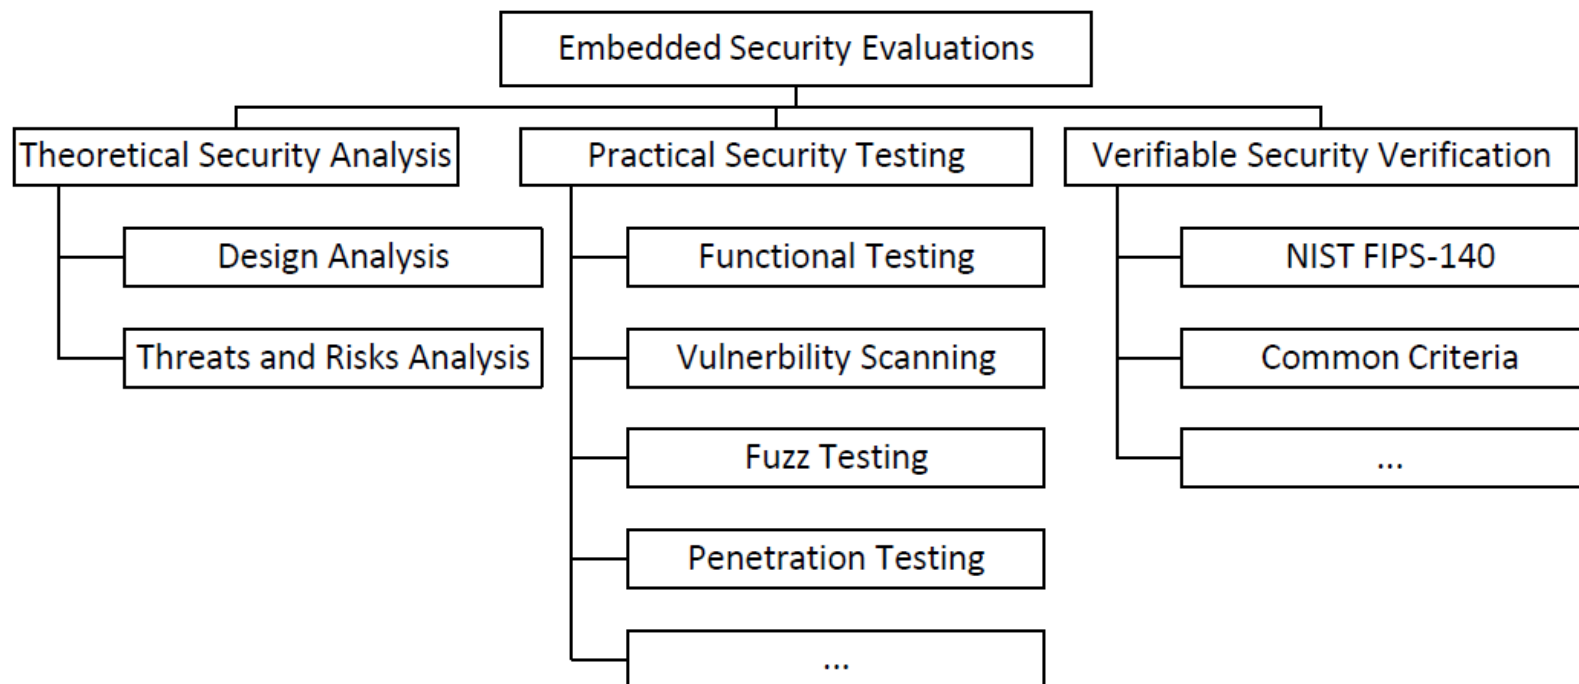 Embedded Security Evaluations
Theoretical Security Analysis
Design Analysis
Threats and Risks Analysis
Practical Security Testing
Functional Testing
Vulnerbility Scanning
Fuzz Testing
Penetration Testing
...
Verifiable Security Verification
NIST FIPS-140
Common Criteria
...